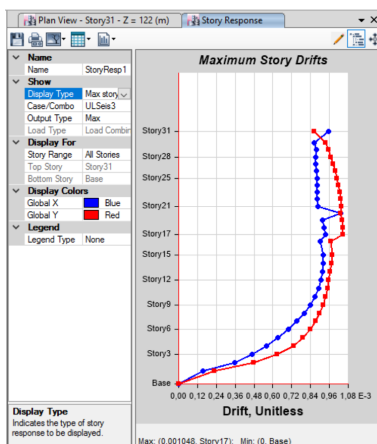 Plan View - Story31 - Z = 122 (m)
Story Response
Name
Name StoryResp1
Show
Display Type Max story
Case/Combo ULSeis3
Output Type Max
Load Type Load Combin
Display For
Story Range All Stories
Top Story Story31
Bottom Story Base
Display Colors
Global X Blue
Global Y Red
Legend
Legend Type None
Display Type
Indicates the type of story
response to be displayed.
Maximum Story Drifts
Story31
Story28
Story25
Story21
Story17
Story15
Story12
Story9
Story6
Story3
Base
0,00 0,12 0,24 0,36 0,48 0,60 0,72 0,84 0,96 1,08 E-3
Drift, Unitless
Max: (0.001048, Story17); Min: (0, Base)